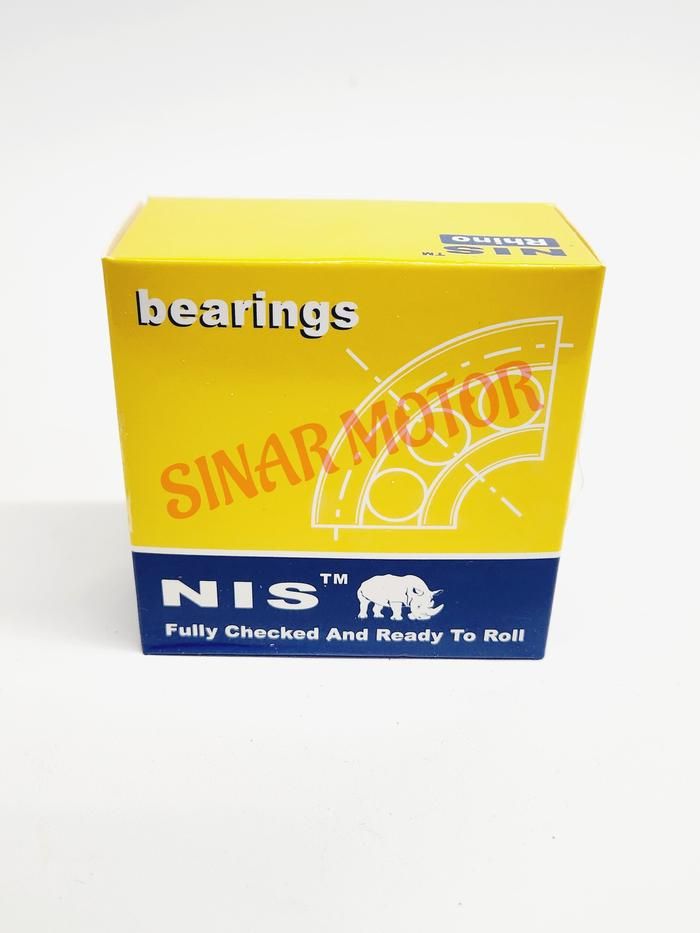 NIS™
Rhino
bearings
SINAR MOTOR
NIS™
Fully Checked And Ready To Roll